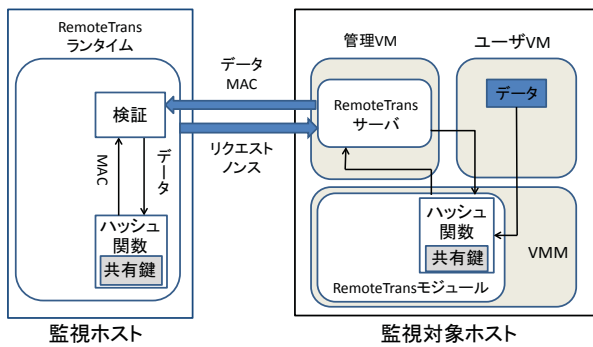 RemoteTrans
ランタイム
検証
MAC
データ
ハッシュ
関数
共有鍵
監視ホスト
データ
MAC
リクエスト
ノンス
管理VM
RemoteTrans
サーバ
ユーザVM
データ
ハッシュ
関数
共有鍵
RemoteTransモジュール
VMM
監視対象ホスト